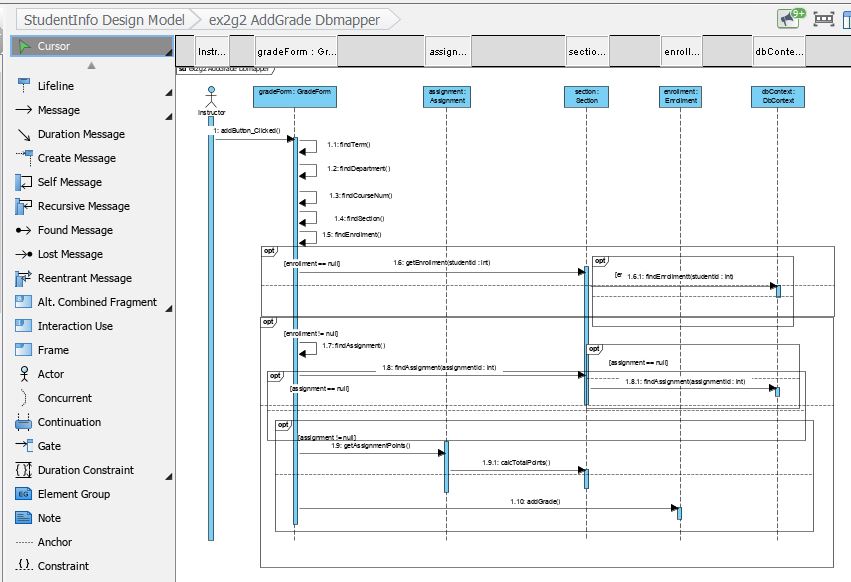 StudentInfo Design Model
ex2g2 AddGrade Dbmapper
9+
Cursor
Lifeline
Message
Duration Message
Create Message
Self Message
Recursive Message
Found Message
Lost Message
Reentrant Message
Alt. Combined Fragment
Interaction Use
Frame
Actor
Concurrent
Continuation
Gate
Duration Constraint
Element Group
Note
Anchor
Constraint
Instr...
gradeForm : Gr...
assign...
sectio...
enroll...
dbConte...
sd ex2g2 AddGrade Dbmapper
Instructor
gradeForm : GradeForm
assignment :
Assignment
section :
Section
enrollment :
Enrollment
dbContext :
DbContext
1: addButton_Clicked()
1.1: findTerm()
1.2: findDepartment()
1.3: findCourseNum()
1.4: findSection()
1.5: findEnrollment()
opt
[enrollment == null]
1.6: getEnrollment(studentId : int)
opt
1.6.1: findEnrollmentt(studentId : int)
opt
[enrollment != null]
1.7: findAssignment()
opt
[assignment == null]
1.8: findAssignment(assignmentId : int)
opt
[assignment == null]
1.8.1: findAssignment(assignmentId : int)
opt
[assignment != null]
1.9: getAssignmentPoints()
1.9.1: calcTotalPoints()
1.10: addGrade()